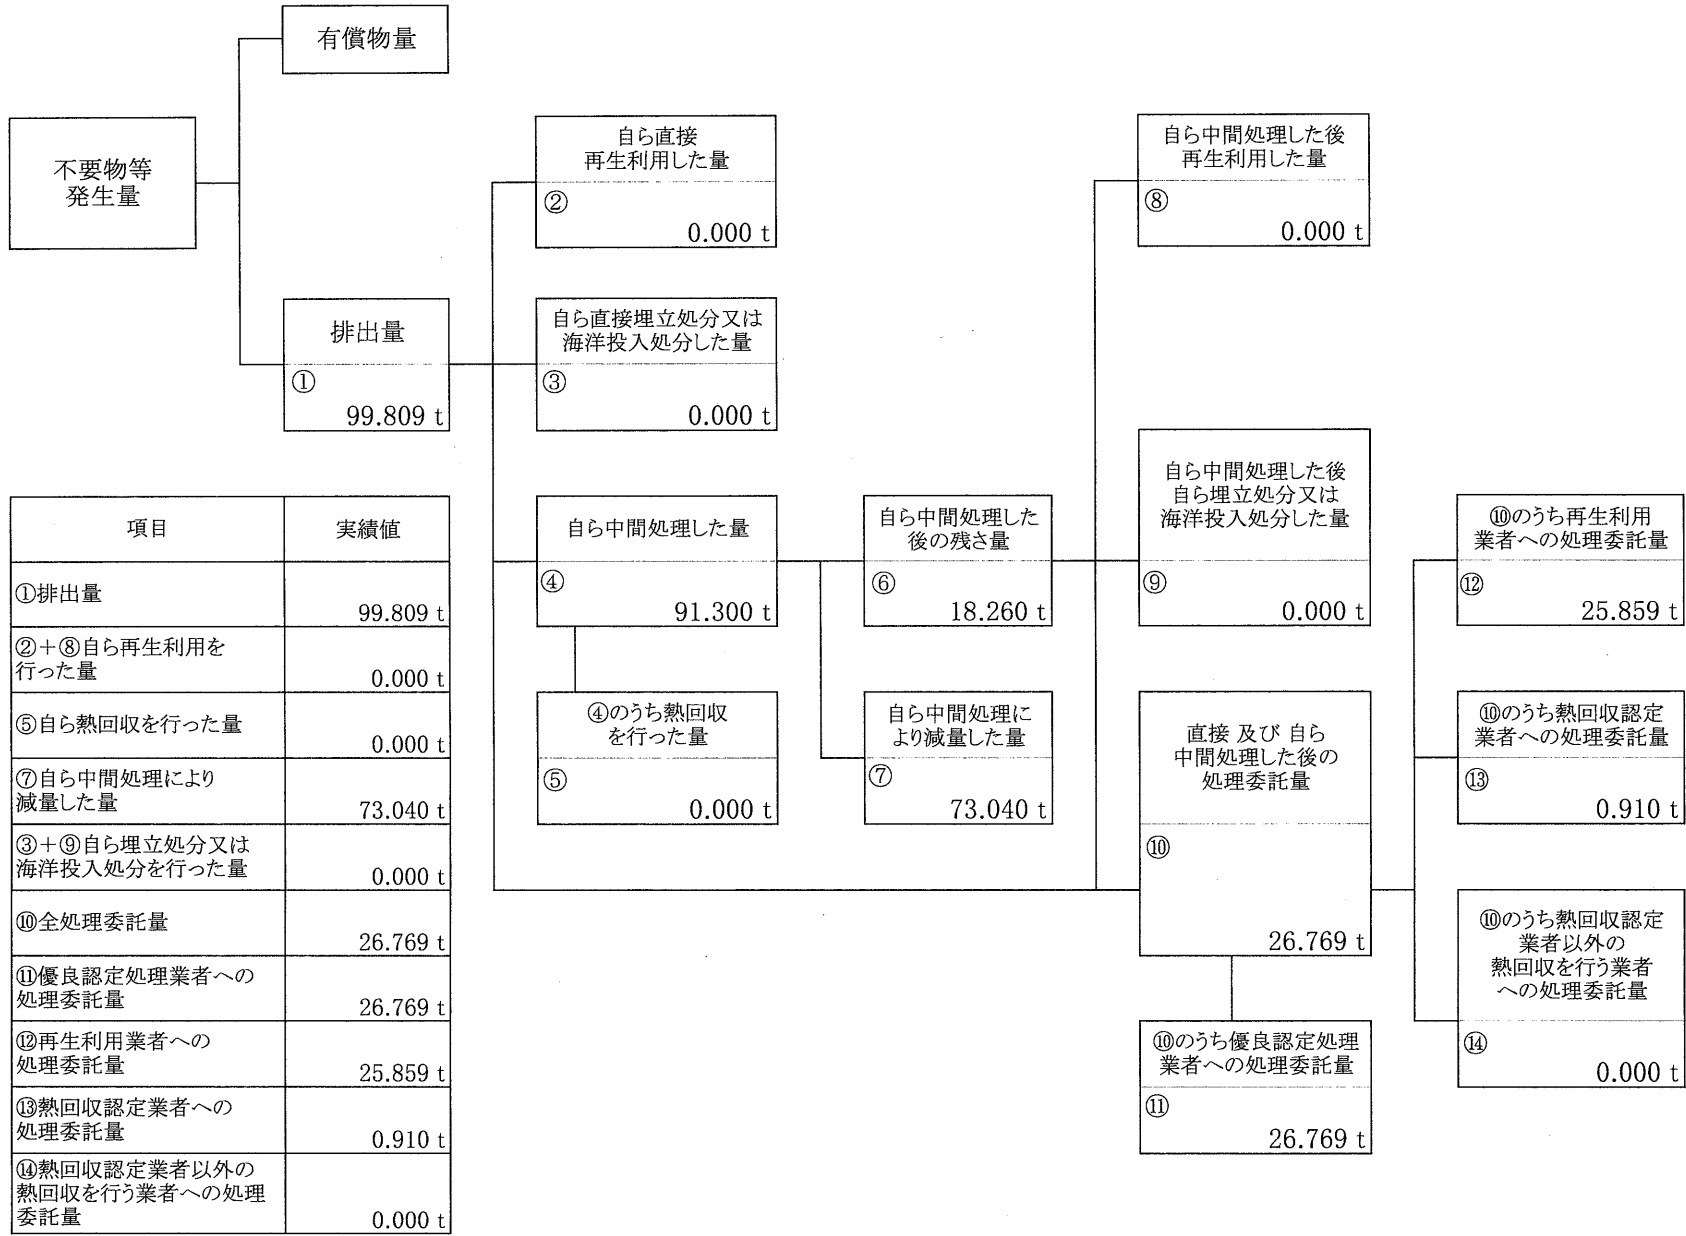 有償物量
不要物等
発生量
排出量
①
99.809 t
自ら直接
再生利用した量
②
0.000 t
自ら直接埋立処分又は
海洋投入処分した量
③
0.000 t
自ら中間処理した量
④
91.300 t
④のうち熱回収
を行った量
⑤
0.000 t
自ら中間処理した
後の残さ量
⑥
18.260 t
自ら中間処理に
より減量した量
⑦
73.040 t
自ら中間処理した後
再生利用した量
⑧
0.000 t
自ら中間処理した後
自ら埋立処分又は
海洋投入処分した量
⑨
0.000 t
直接 及び 自ら
中間処理した後の
処理委託量
⑩
26.769 t
⑩のうち優良認定処理
業者への処理委託量
⑪
26.769 t
⑩のうち再生利用
業者への処理委託量
⑫
25.859 t
⑩のうち熱回収認定
業者への処理委託量
⑬
0.910 t
⑩のうち熱回収認定
業者以外の
熱回収を行う業者
への処理委託量
⑭
0.000 t
項目 実績値
①排出量
99.809 t
②+⑧自ら再生利用を
行った量
0.000 t
⑤自ら熱回収を行った量
0.000 t
⑦自ら中間処理により
減量した量
73.040 t
③+⑨自ら埋立処分又は
海洋投入処分を行った量
0.000 t
⑩全処理委託量
26.769 t
⑪優良認定処理業者への
処理委託量
26.769 t
⑫再生利用業者への
処理委託量
25.859 t
⑬熱回収認定業者への
処理委託量
0.910 t
⑭熱回収認定業者以外の
熱回収を行う業者への処理
委託量
0.000 t